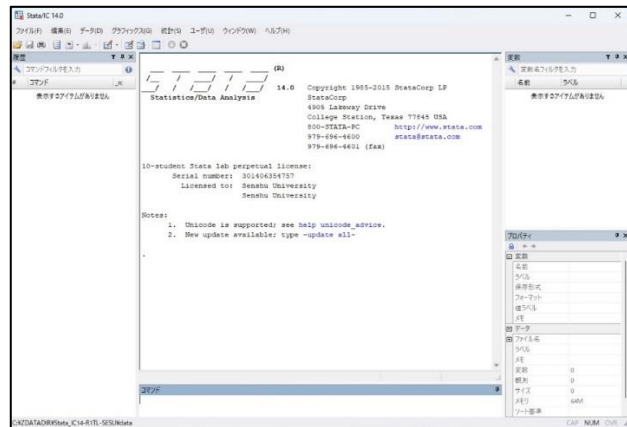 Stata/IC 14.0
ファイル(F) 編集(E) データ(D) グラフィックス(G) 統計(S) ユーザ(U) ウィンドウ(W) ヘルプ(H)
履歴
コマンドフィルタを入力
# コマンド _rc
表示するアイテムがありません
(R)
14.0 Copyright 1985-2015 StataCorp LP
Statistics/Data Analysis StataCorp
4905 Lakeway Drive
College Station, Texas 77845 USA
800-STATA-PC http://www.stata.com
979-696-4600 stata@stata.com
979-696-4601 (fax)
10-student Stata lab perpetual license:
Serial number: 301406354757
Licensed to: Senshu University
Senshu University
Notes:
1. Unicode is supported; see help unicode_advice.
2. New update available; type -update all-
.
コマンド
変数
変数名フィルタを入力
名前 ラベル
表示するアイテムがありません
プロパティ
変数
名前
ラベル
保存形式
フォーマット
値ラベル
メモ
データ
ファイル名
ラベル
メモ
変数 0
観測 0
サイズ 0
メモリ 64M
ソート基準
CAP NUM OVR